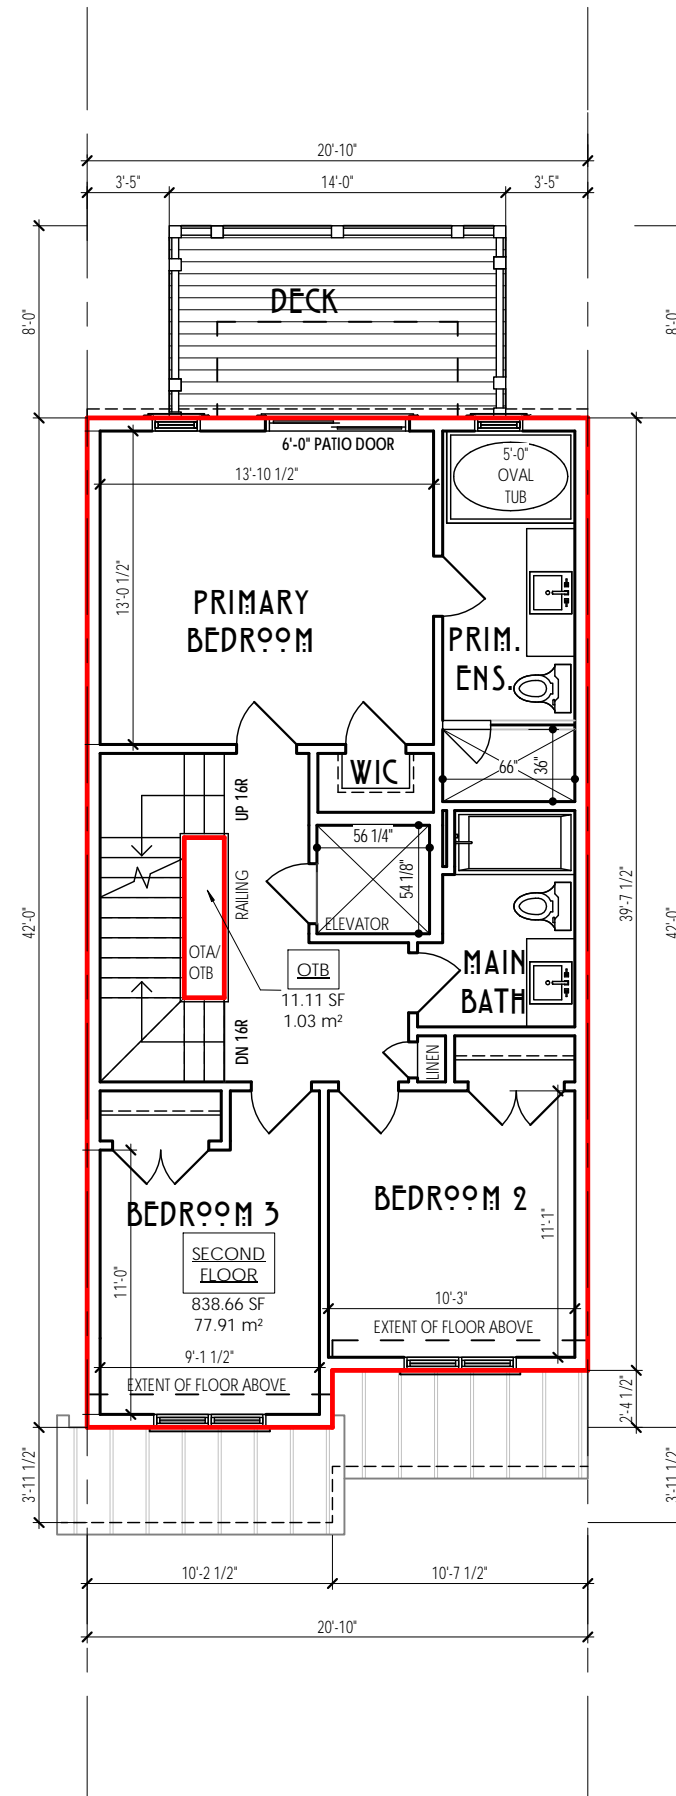 20'-10"
3'-5"
14'-0"
3'-5"
8'-0"
8'-0"
DECK
6'-0" PATIO DOOR
13'-10 1/2"
5'-0"
OVAL
TUB
13'-0 1/2"
PRIMARY
BEDROOM
PRIM.
ENS.
WIC
66"
36"
UP 16R
56 1/4"
54 1/8"
RAILING
ELEVATOR
OTA/
OTB
OTB
11.11 SF
1.03 m²
MAIN
BATH
42'-0"
39'-7 1/2"
42'-0"
DN 16R
LINEN
BEDROOM 3
BEDROOM 2
11'-0"
11'-1"
SECOND
FLOOR
838.66 SF
77.91 m²
10'-3"
EXTENT OF FLOOR ABOVE
9'-1 1/2"
EXTENT OF FLOOR ABOVE
2'-4 1/2"
3'-11 1/2"
3'-11 1/2"
10'-2 1/2"
10'-7 1/2"
20'-10"